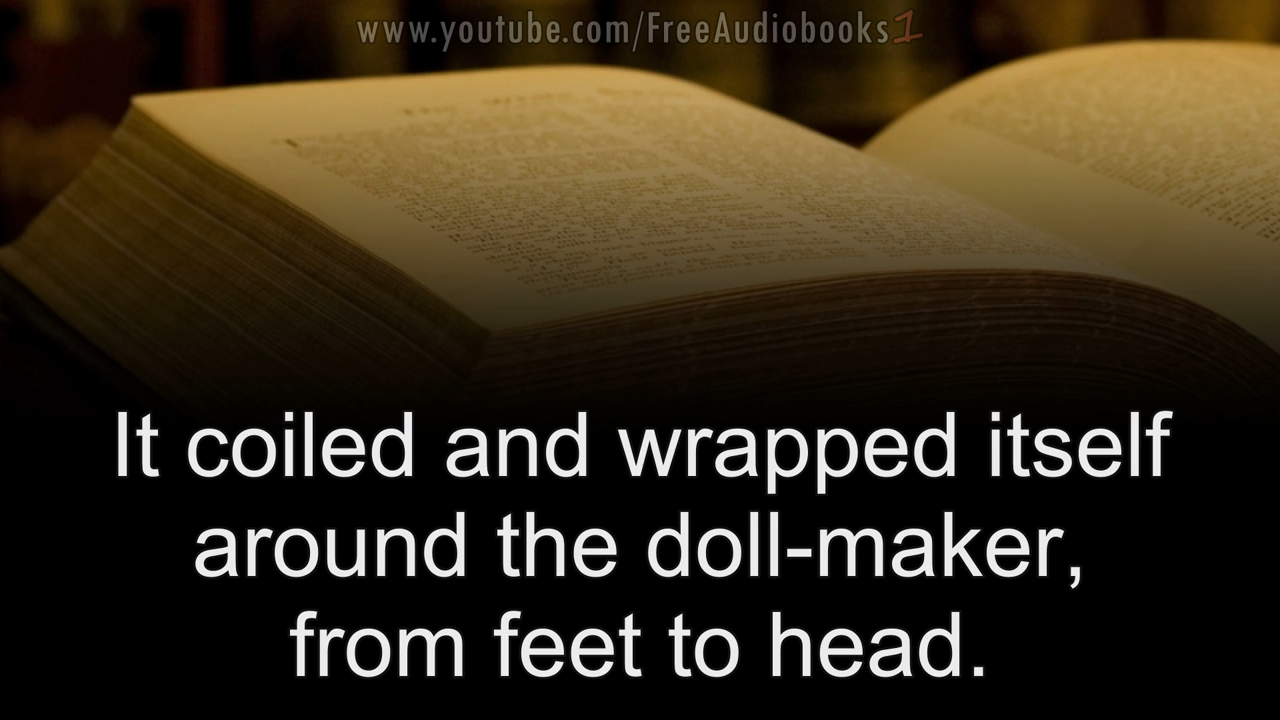 www.youtube.com/FreeAudiobooks1
It coiled and wrapped itself
around the doll-maker,
from feet to head.